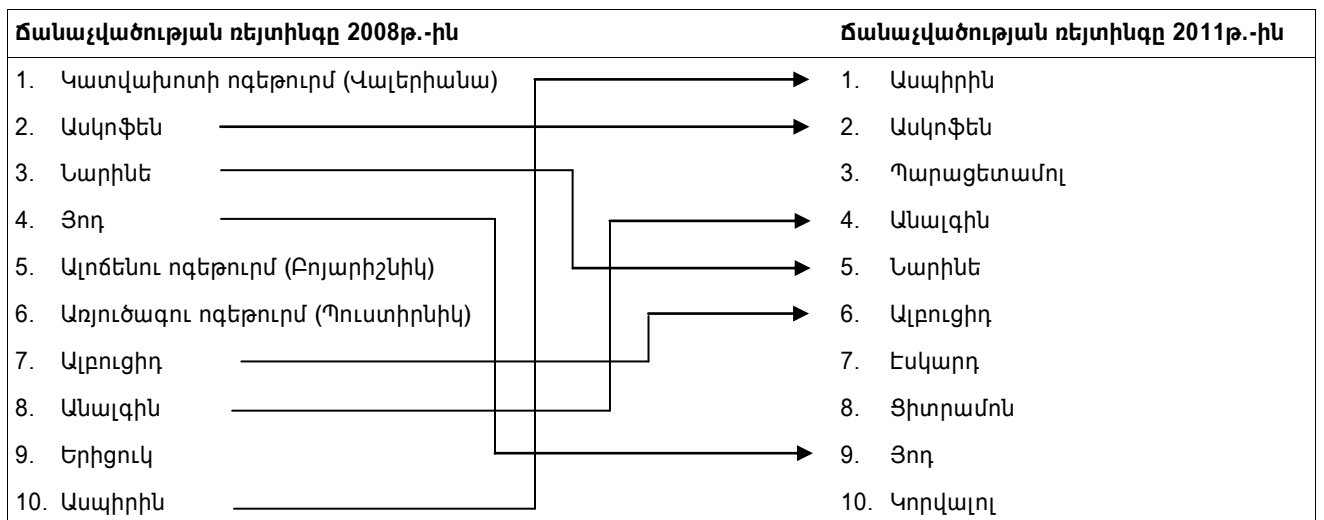 Ճանաչվածության ռեյտինգը 2008թ.-ին
1. Կատվախոտի ոգեթուրմ (Վալերիանա)
2. Ասկոֆեն
3. Նարինե
4. Յոդ
5. Ալոճենու ոգեթուրմ (Բոյարիշնիկ)
6. Առյուծագու ոգեթուրմ (Պուստիրնիկ)
7. Ալբուցիդ
8. Անալգին
9. Երիցուկ
10. Ասպիրին
Ճանաչվածության ռեյտինգը 2011թ.-ին
1. Ասպիրին
2. Ասկոֆեն
3. Պարացետամոլ
4. Անալգին
5. Նարինե
6. Ալբուցիդ
7. Էսկարդ
8. Ցիտրամոն
9. Յոդ
10. Կորվալոլ